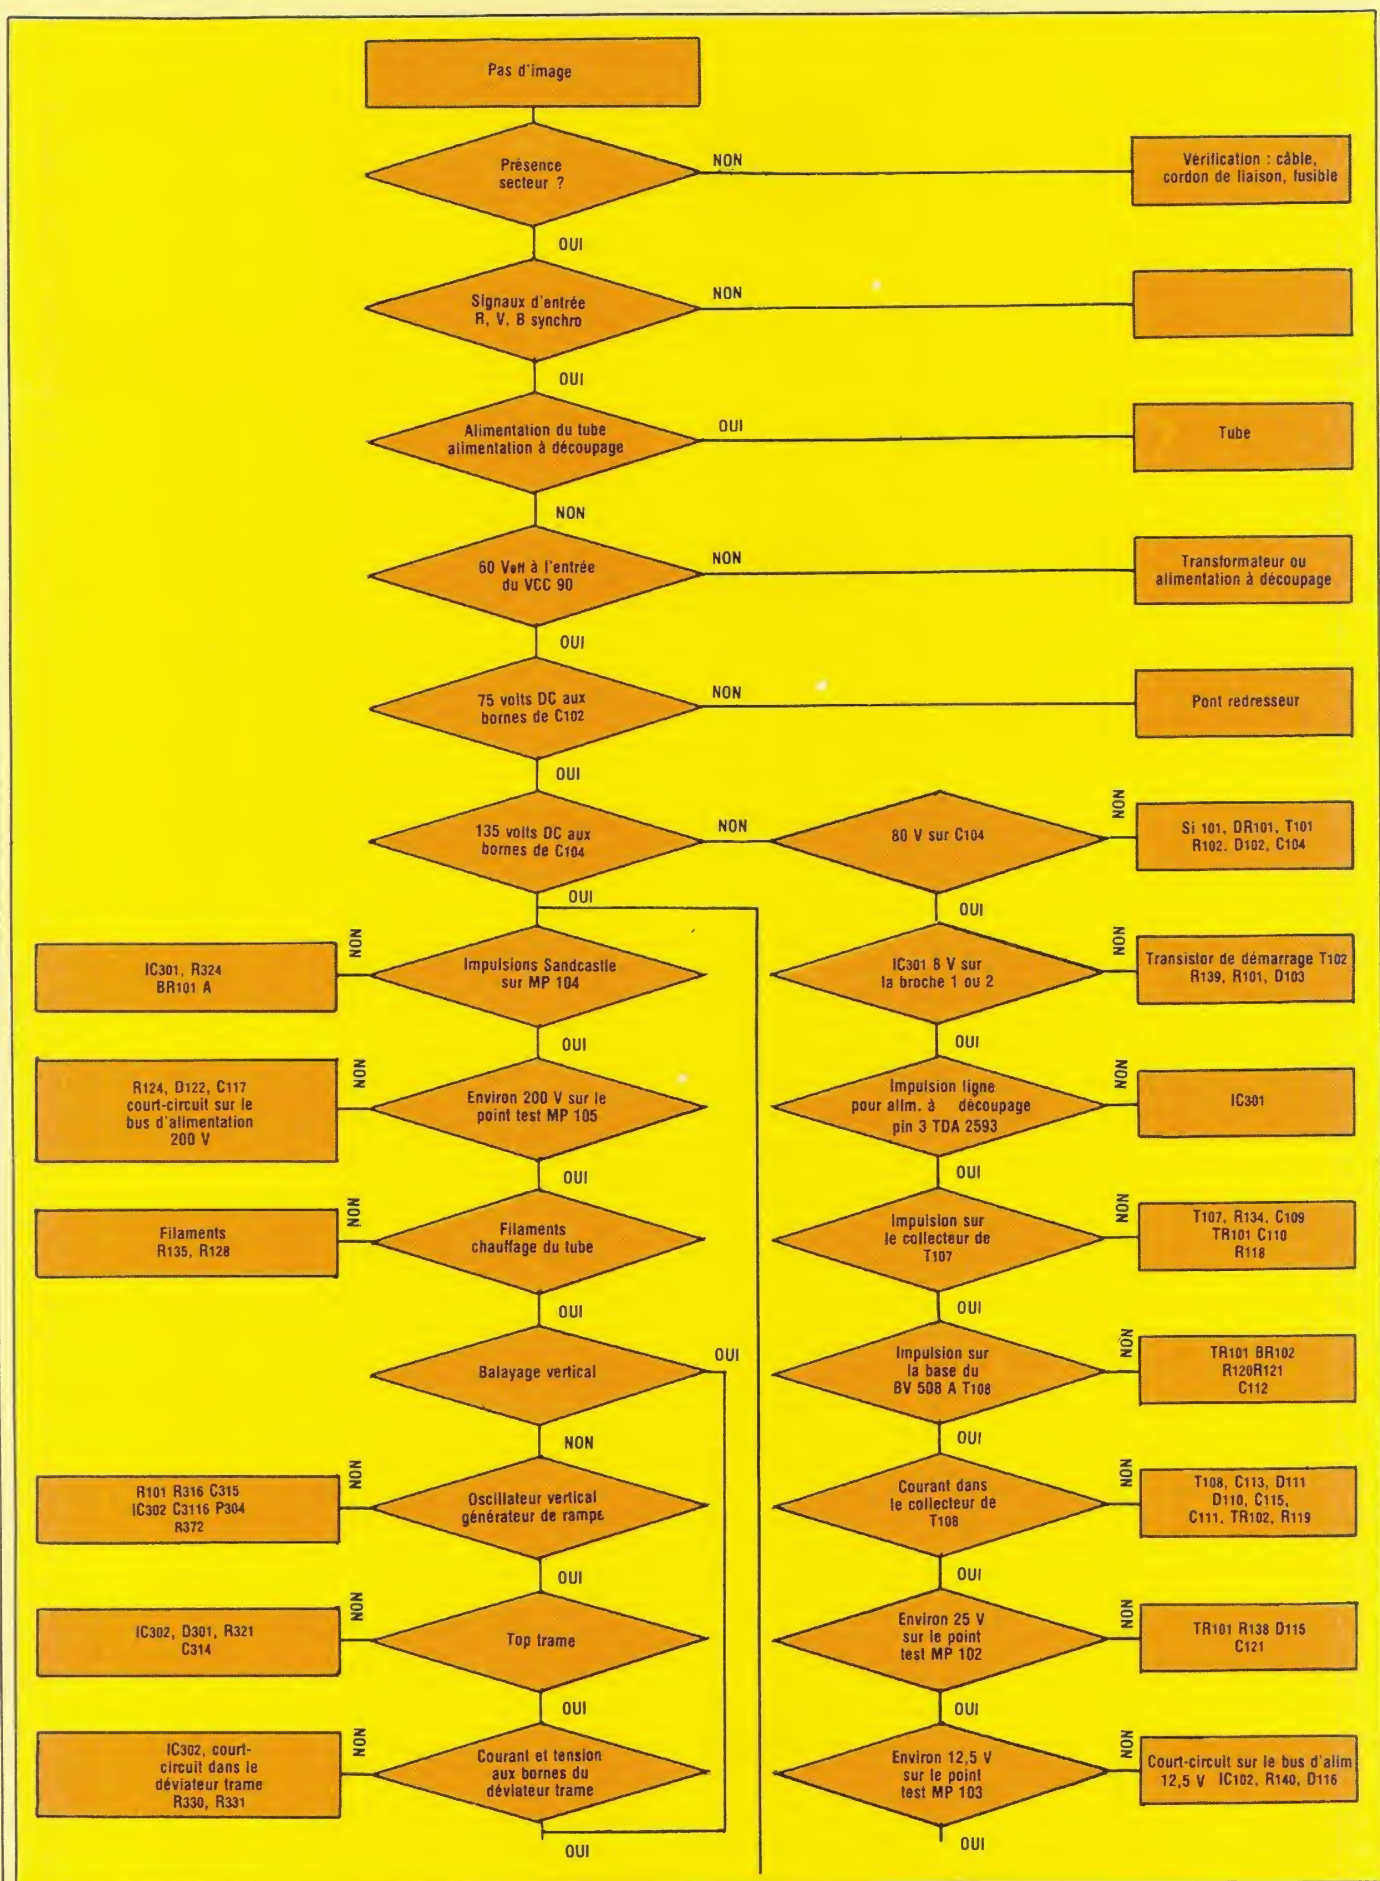 Pas d'image
Présence
secteur ?
NON
Vérification : câble,
cordon de liaison, fusible
OUI
Signaux d'entrée
R, V, B synchro
NON
OUI
Alimentation du tube
alimentation à découpage
OUI
Tube
NON
60 Veff à l'entrée
du VCC 90
NON
Transformateur ou
alimentation à découpage
OUI
75 volts DC aux
bornes de C102
NON
Pont redresseur
OUI
135 volts DC aux
bornes de C104
NON
80 V sur C104
NON
Si 101, DR101, T101
R102. D102, C104
OUI
OUI
IC301, R324
BR101 A
NON
Impulsions Sandcastle
sur MP 104
IC301 8 V sur
la broche 1 ou 2
NON
Transistor de démarrage T102
R139, R101, D103
OUI
OUI
R124, D122, C117
court-circuit sur le
bus d'alimentation
200 V
NON
Environ 200 V sur le
point test MP 105
Impulsion ligne
pour alim. à découpage
pin 3 TDA 2593
NON
IC301
OUI
OUI
Filaments
R135, R128
NON
Filaments
chauffage du tube
Impulsion sur
le collecteur de
T107
NON
T107, R134. C109
TR101 C110
R118
OUI
OUI
Balayage vertical
OUI
Impulsion sur
la base du
BV 508 A T108
NON
TR101 BR102
R120R121
C112
NON
OUI
R101 R316 C315
IC302 C3116 P304
R372
NON
Oscillateur vertical
générateur de rampe
Courant dans
le collecteur de
T108
NON
T108, C113, D111
D110, C115,
C111, TR102, R119
OUI
OUI
IC302, D301, R321
C314
NON
Top trame
Environ 25 V
sur le point
test MP 102
NON
TR101 R138 D115
C121
OUI
OUI
IC302, court-
circuit dans le
déviateur trame
R330, R331
NON
Courant et tension
aux bornes du
déviateur trame
Environ 12,5 V
sur le point
test MP 103
NON
Court-circuit sur le bus d'alim
12,5 V IC102, R140, D116
OUI
OUI